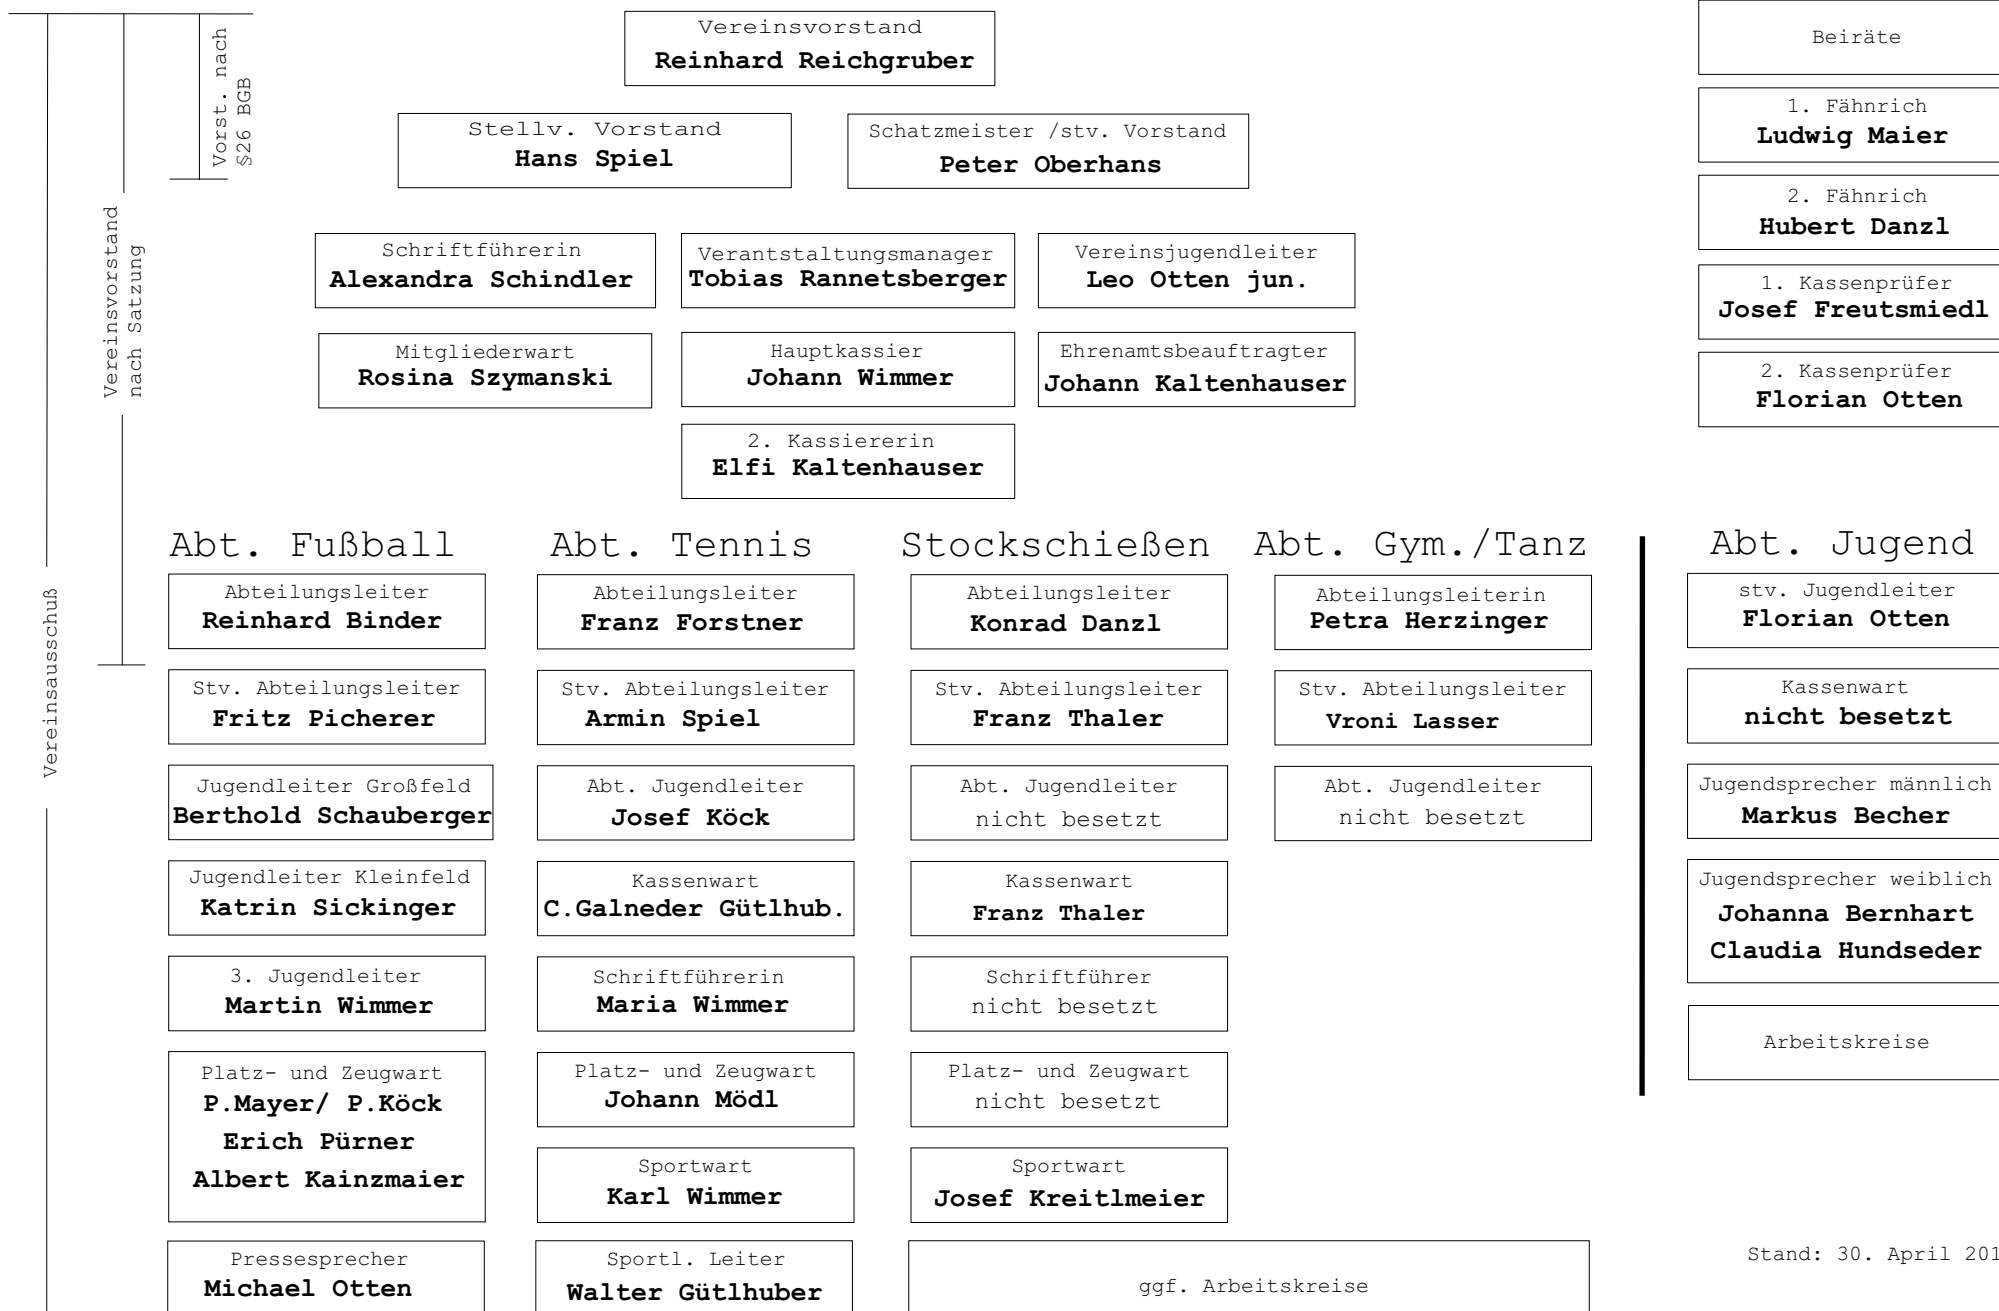 Vorst. nach
§26 BGB
Vereinsvorstand
nach Satzung
Vereinsausschuß
Vereinsvorstand
Reinhard Reichgruber
Stellv. Vorstand
Hans Spiel
Schatzmeister /stv. Vorstand
Peter Oberhans
Schriftführerin
Alexandra Schindler
Verantstaltungsmanager
Tobias Rannetsberger
Vereinsjugendleiter
Leo Otten jun.
Mitgliederwart
Rosina Szymanski
Hauptkassier
Johann Wimmer
Ehrenamtsbeauftragter
Johann Kaltenhauser
2. Kassiererin
Elfi Kaltenhauser
Beiräte
1. Fähnrich
Ludwig Maier
2. Fähnrich
Hubert Danzl
1. Kassenprüfer
Josef Freutsmiedl
2. Kassenprüfer
Florian Otten
Abt. Fußball
Abteilungsleiter
Reinhard Binder
Stv. Abteilungsleiter
Fritz Picherer
Jugendleiter Großfeld
Berthold Schauberger
Jugendleiter Kleinfeld
Katrin Sickinger
3. Jugendleiter
Martin Wimmer
Platz- und Zeugwart
P.Mayer/ P.Köck
Erich Pürner
Albert Kainzmaier
Pressesprecher
Michael Otten
Abt. Tennis
Abteilungsleiter
Franz Forstner
Stv. Abteilungsleiter
Armin Spiel
Abt. Jugendleiter
Josef Köck
Kassenwart
C.Galneder Gütlhub.
Schriftführerin
Maria Wimmer
Platz- und Zeugwart
Johann Mödl
Sportwart
Karl Wimmer
Sportl. Leiter
Walter Gütlhuber
Stockschießen
Abteilungsleiter
Konrad Danzl
Stv. Abteilungsleiter
Franz Thaler
Abt. Jugendleiter
nicht besetzt
Kassenwart
Franz Thaler
Schriftführer
nicht besetzt
Platz- und Zeugwart
nicht besetzt
Sportwart
Josef Kreitlmeier
ggf. Arbeitskreise
Abt. Gym./Tanz
Abteilungsleiterin
Petra Herzinger
Stv. Abteilungsleiter
Vroni Lasser
Abt. Jugendleiter
nicht besetzt
Abt. Jugend
stv. Jugendleiter
Florian Otten
Kassenwart
nicht besetzt
Jugendsprecher männlich
Markus Becher
Jugendsprecher weiblich
Johanna Bernhart
Claudia Hundseder
Arbeitskreise
Stand: 30. April 201